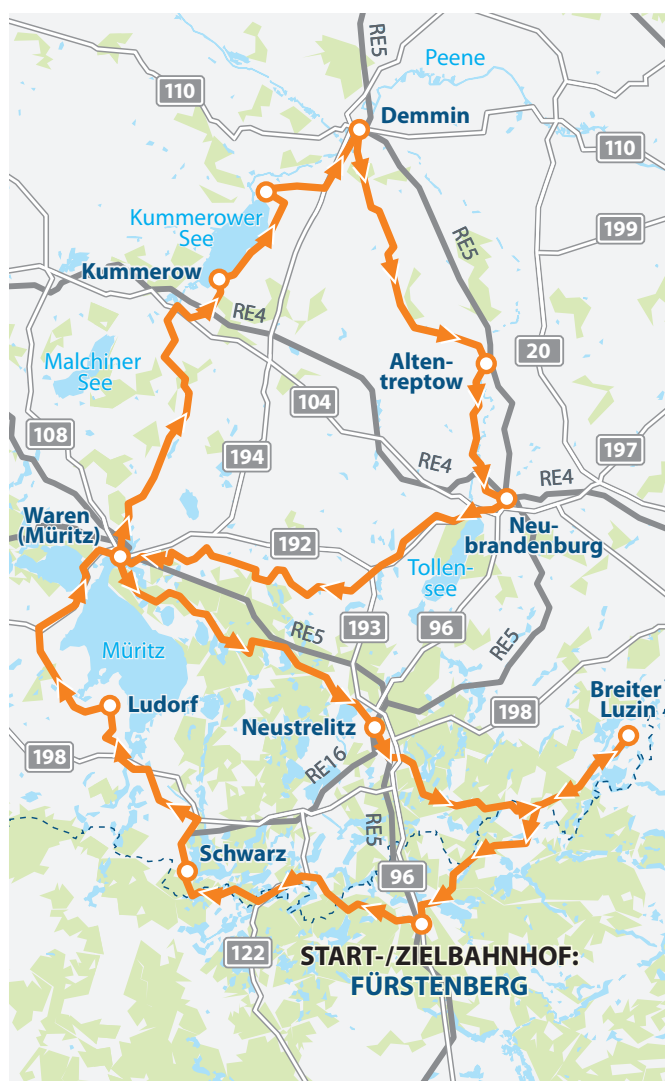 RE5
Peene
110
Demmin
110
Kummerower
See
199
RE5
Kummerow
RE4
Malchiner
See
Alten-
treptow
20
104
108
194
197
RE4
RE4
Waren
(Müritz)
192
Neu-
brandenburg
Tollen-
see
193
96
RE5
RE5
Müritz
Breiter
Luzin
Ludorf
Neustrelitz
198
198
RE16
RE5
Schwarz
96
122
START-/ZIELBAHNHOF:
FÜRSTENBERG